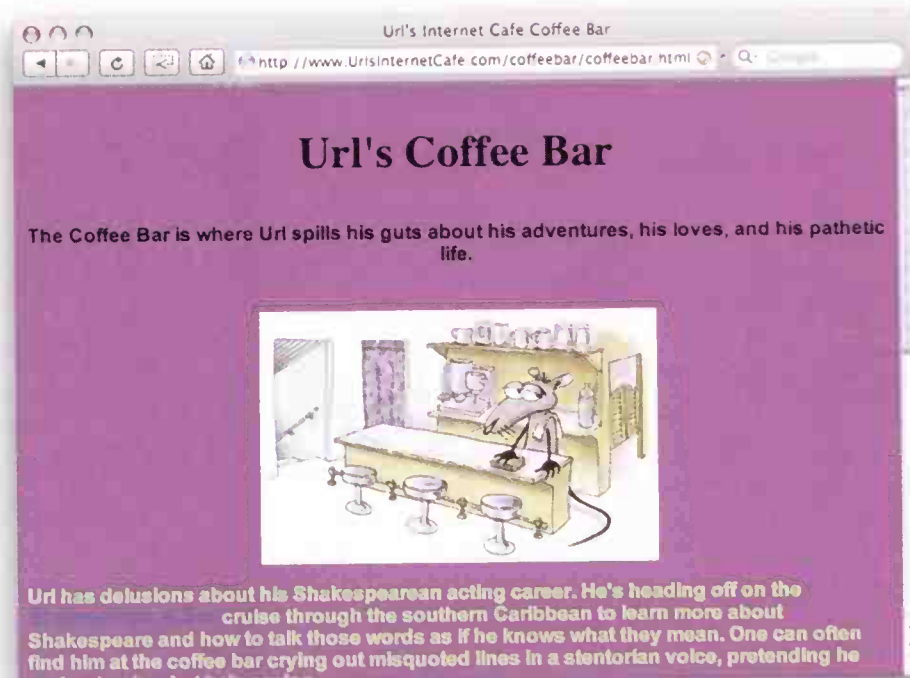 Url's Internet Cafe Coffee Bar
http://www.UrlsInternetCafe.com/coffeebar/coffeebar.html
Url's Coffee Bar
The Coffee Bar is where Url spills his guts about his adventures, his loves, and his pathetic
life.
Url has delusions about his Shakespearean acting career. He's heading off on the
cruise through the southern Caribbean to learn more about
Shakespeare and how to talk those words as if he knows what they mean. One can often
find him at the coffee bar crying out misquoted lines in a stentorian voice, pretending he